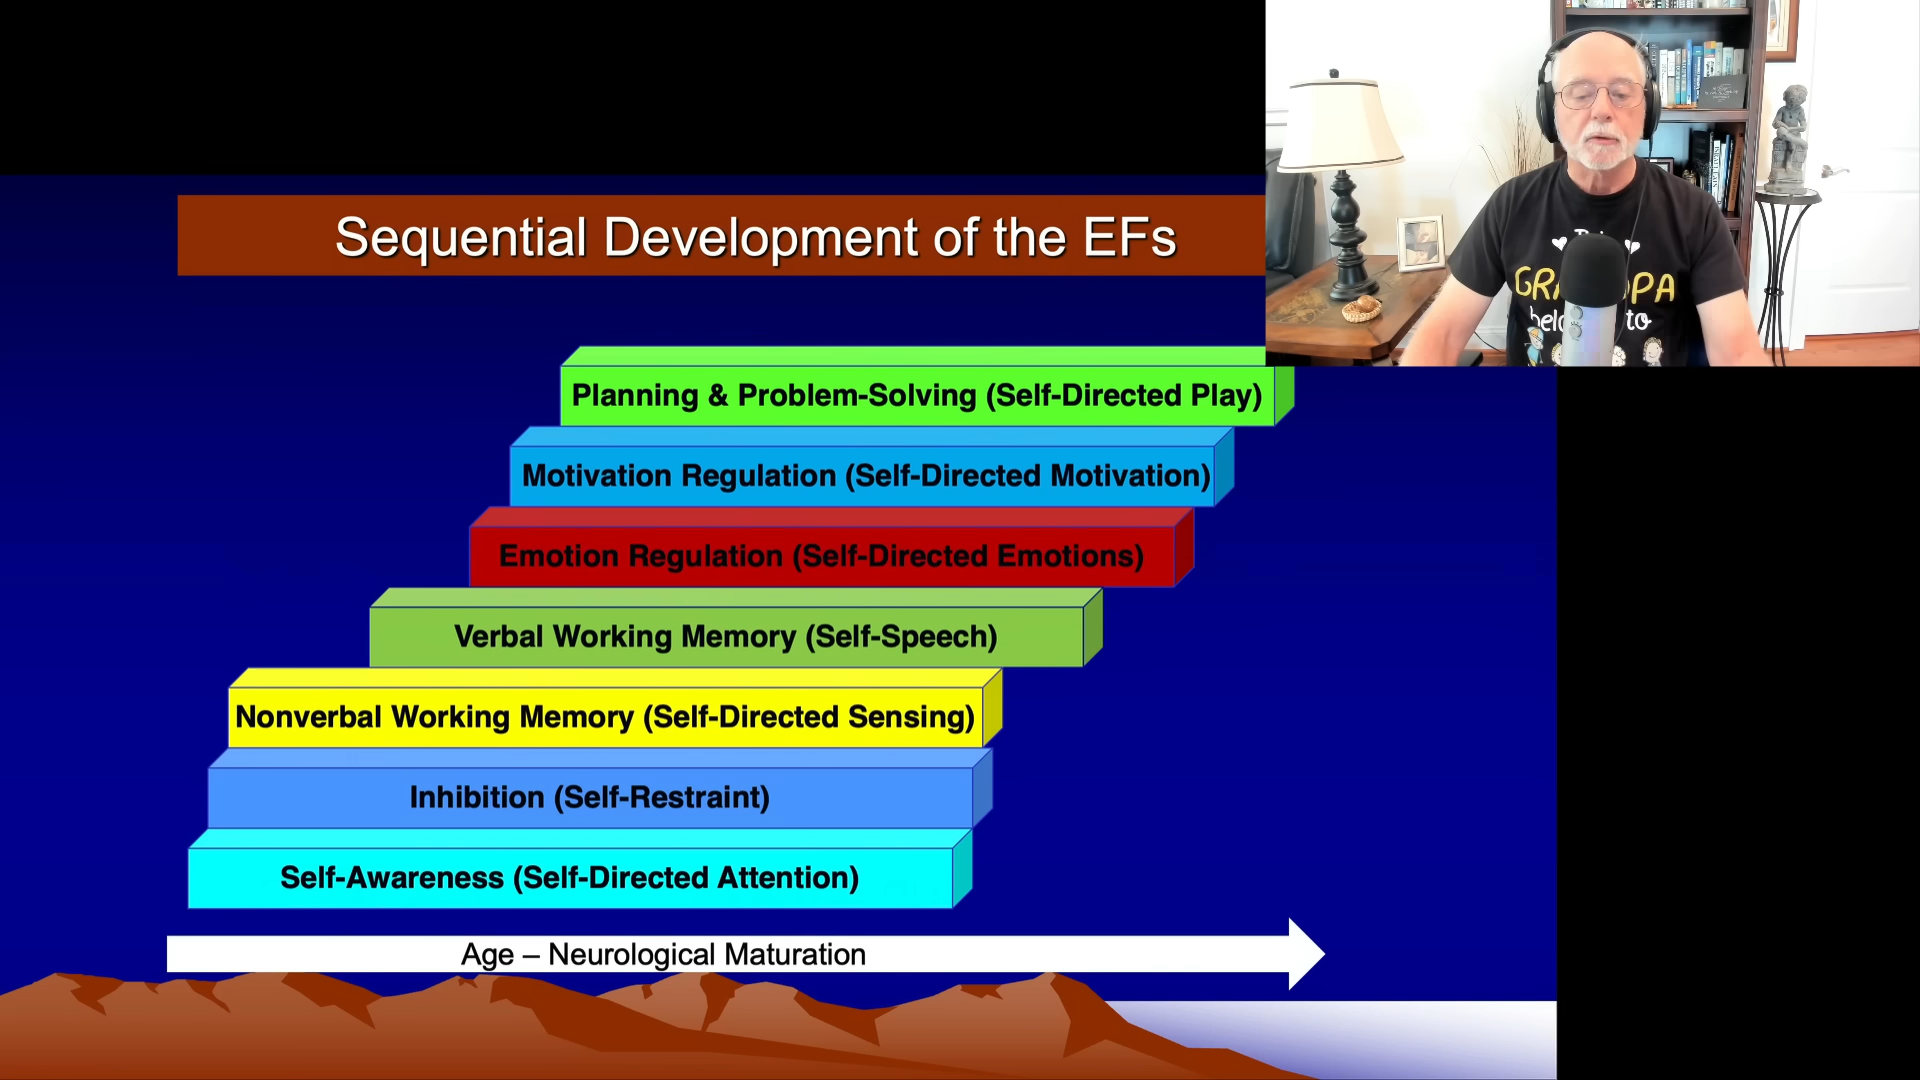 Sequential Development of the EFs
Planning & Problem-Solving (Self-Directed Play)
Motivation Regulation (Self-Directed Motivation)
Emotion Regulation (Self-Directed Emotions)
Verbal Working Memory (Self-Speech)
Nonverbal Working Memory (Self-Directed Sensing)
Inhibition (Self-Restraint)
Self-Awareness (Self-Directed Attention)
Age – Neurological Maturation
to